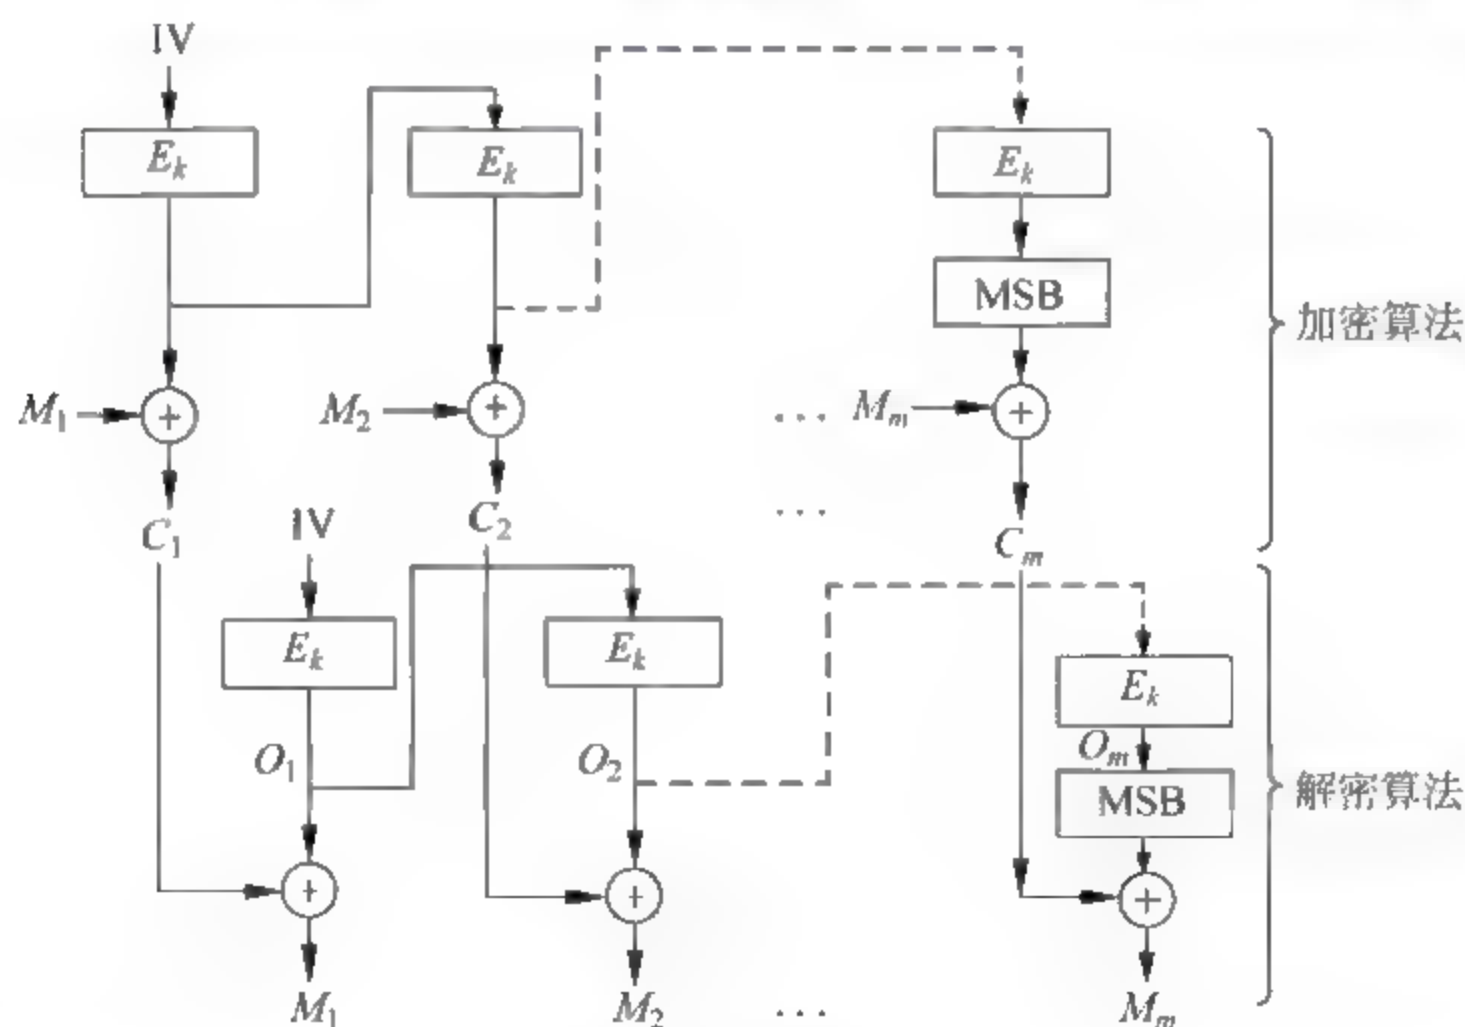 IV
E_k
E_k
E_k
MSB
加密算法
M_1
M_2
... M_m
C_1
C_2
...
C_m
IV
E_k
E_k
E_k
O_1
O_2
O_m
MSB
解密算法
M_1
M_2
...
M_m